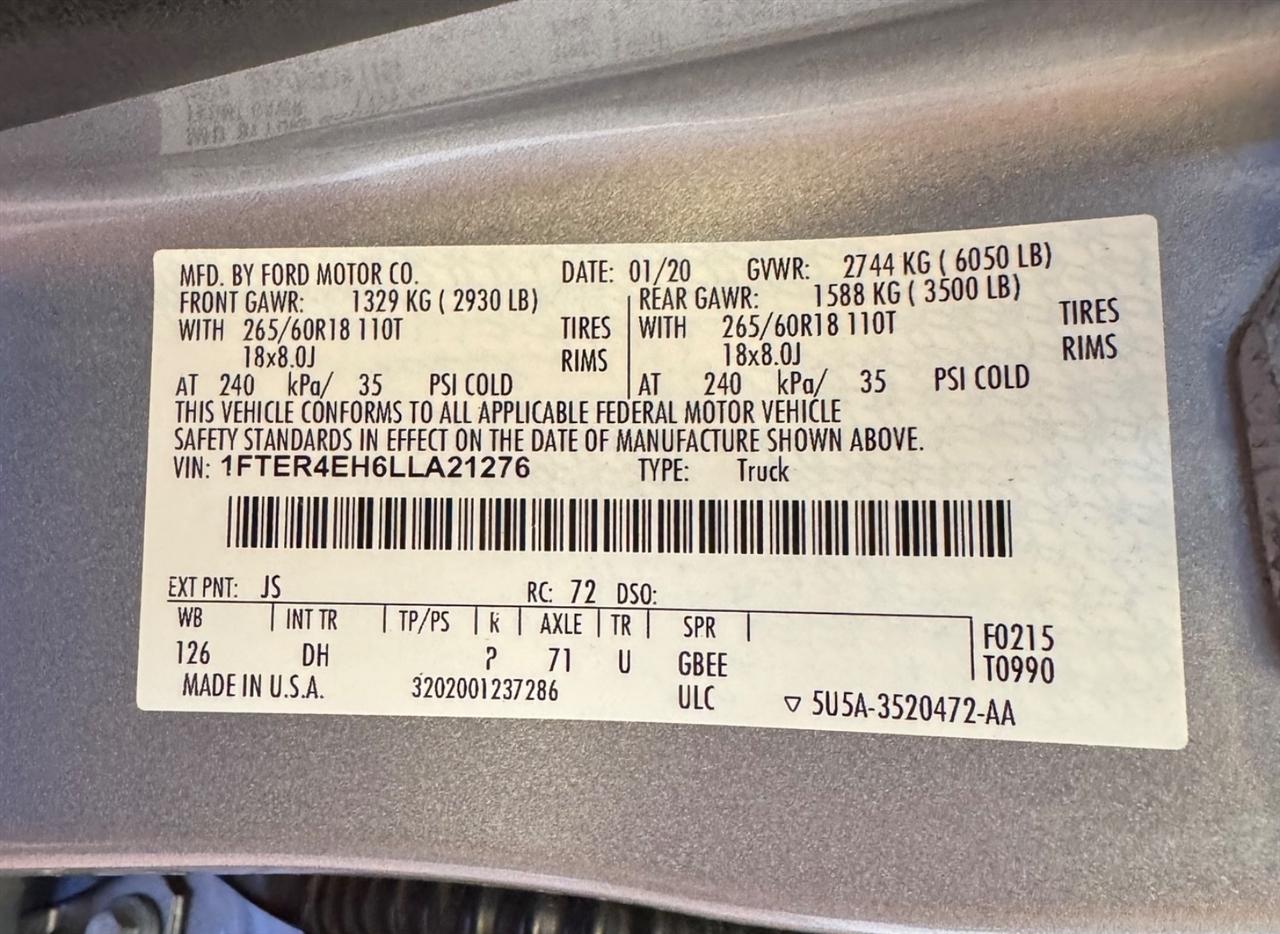 MFD. BY FORD MOTOR CO. DATE: 01/20 GVWR: 2744 KG ( 6050 LB)
FRONT GAWR: 1329 KG ( 2930 LB) REAR GAWR: 1588 KG ( 3500 LB)
WITH 265/60R18 110T TIRES WITH 265/60R18 110T TIRES
18x8.0J RIMS 18x8.0J RIMS
AT 240 kPa/ 35 PSI COLD AT 240 kPa/ 35 PSI COLD
THIS VEHICLE CONFORMS TO ALL APPLICABLE FEDERAL MOTOR VEHICLE
SAFETY STANDARDS IN EFFECT ON THE DATE OF MANUFACTURE SHOWN ABOVE.
VIN: 1FTER4EH6LLA21276 TYPE: Truck
EXT PNT: JS RC: 72 DSO:
WB INT TR TP/PS AXLE TR SPR
126 DH 71 U GBEE
F0215
T0990
MADE IN U.S.A. 3202001237286 ULC ▽ 5U5A-3520472-AA